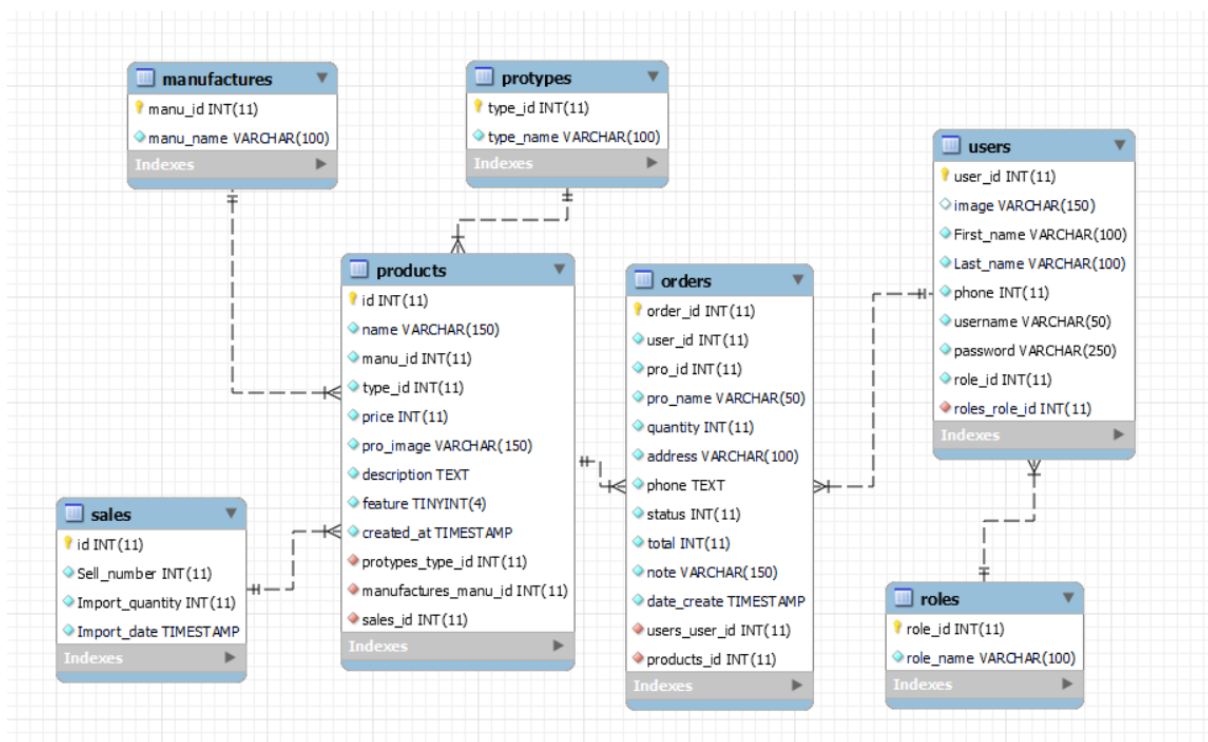 manufactures
manu_id INT(11)
manu_name VARCHAR(100)
Indexes
protypes
type_id INT(11)
type_name VARCHAR(100)
Indexes
users
user_id INT(11)
image VARCHAR(150)
First_name VARCHAR(100)
Last_name VARCHAR(100)
phone INT(11)
username VARCHAR(50)
password VARCHAR(250)
role_id INT(11)
roles_role_id INT(11)
Indexes
products
id INT(11)
name VARCHAR(150)
manu_id INT(11)
type_id INT(11)
price INT(11)
pro_image VARCHAR(150)
description TEXT
feature TINYINT(4)
created_at TIMESTAMP
protypes_type_id INT(11)
manufactures_manu_id INT(11)
sales_id INT(11)
Indexes
orders
order_id INT(11)
user_id INT(11)
pro_id INT(11)
pro_name VARCHAR(50)
quantity INT(11)
address VARCHAR(100)
phone TEXT
status INT(11)
total INT(11)
note VARCHAR(150)
date_create TIMESTAMP
users_user_id INT(11)
products_id INT(11)
Indexes
sales
id INT(11)
Sell_number INT(11)
Import_quantity INT(11)
Import_date TIMESTAMP
Indexes
roles
role_id INT(11)
role_name VARCHAR(100)
Indexes